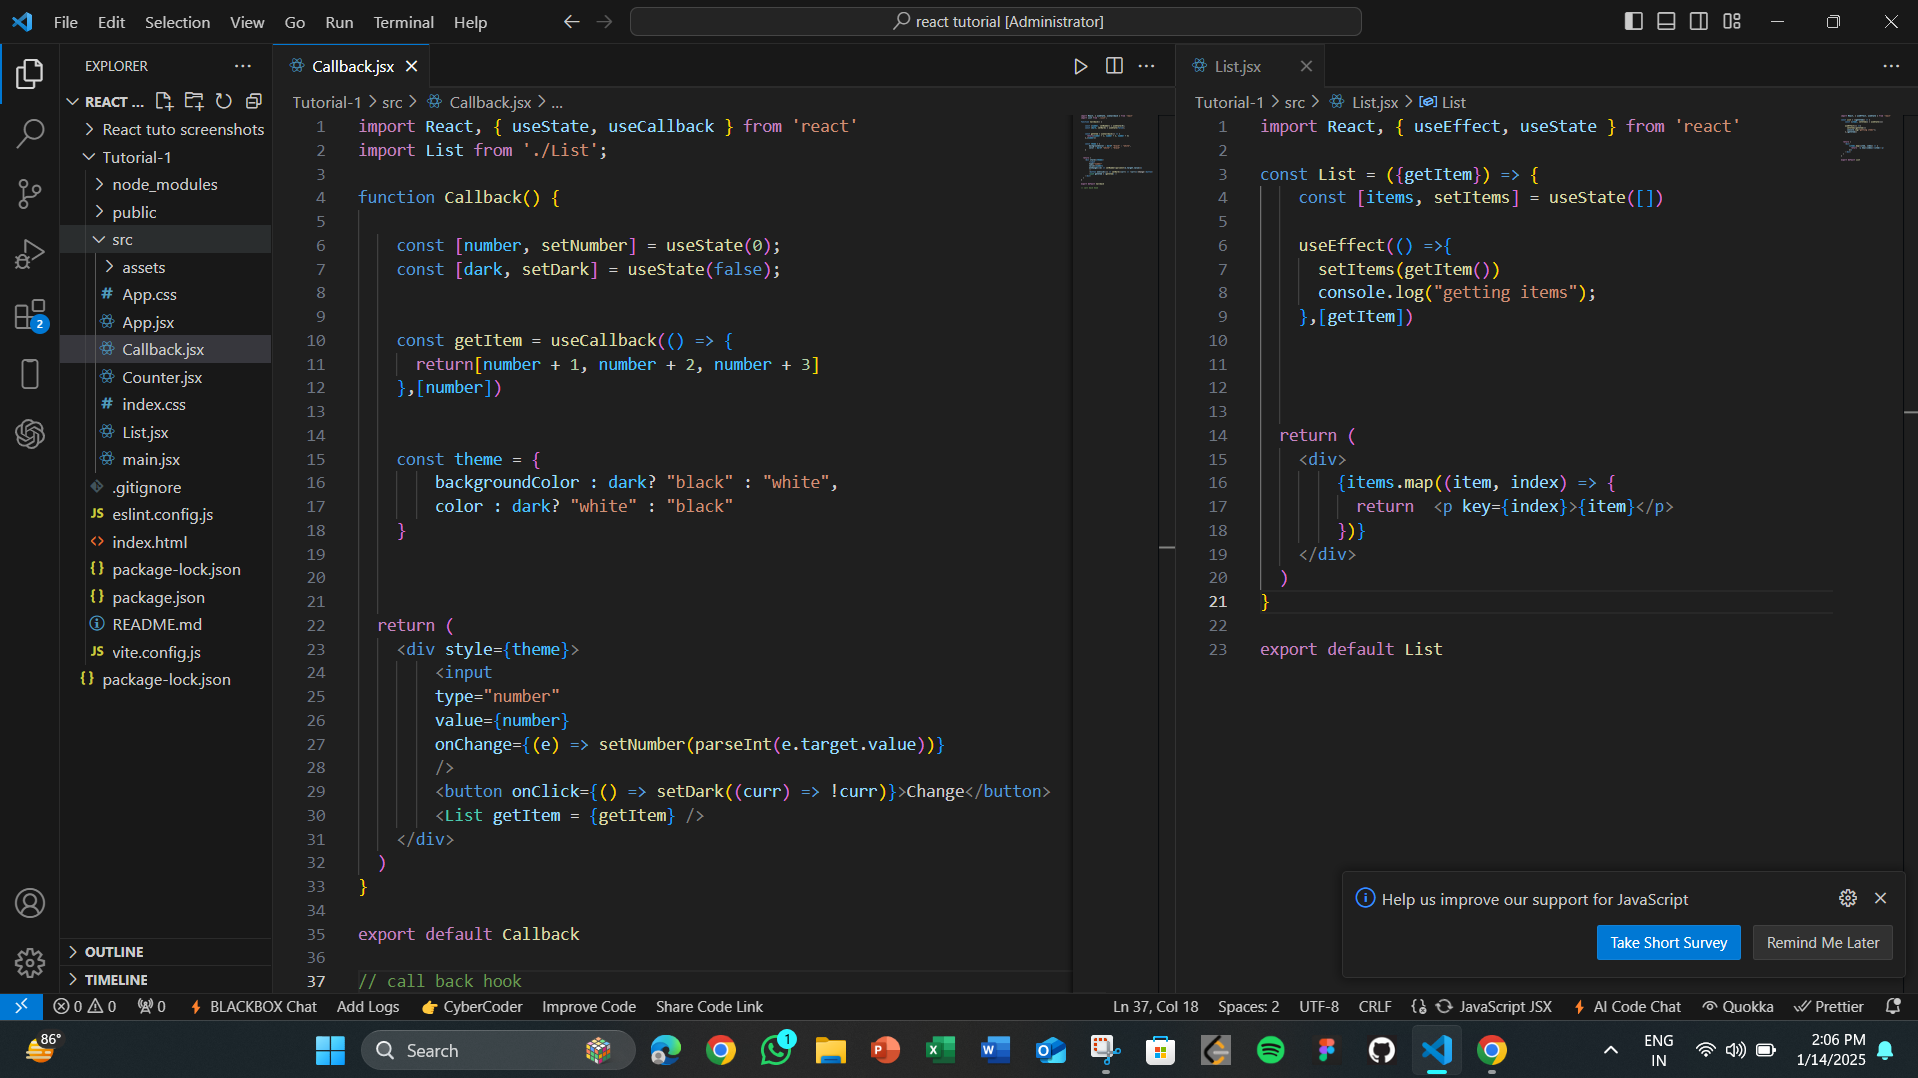 File Edit Selection View Go Run Terminal Help
react tutorial [Administrator]
EXPLORER
REACT ...
React tuto screenshots
Tutorial-1
node_modules
public
src
assets
App.css
App.jsx
Callback.jsx
Counter.jsx
index.css
List.jsx
main.jsx
.gitignore
eslint.config.js
index.html
package-lock.json
package.json
README.md
vite.config.js
package-lock.json
OUTLINE
TIMELINE
2
Callback.jsx
Tutorial-1 > src > Callback.jsx > ...
1 import React, { useState, useCallback } from 'react'
2 import List from './List';
3
4 function Callback() {
5
6 const [number, setNumber] = useState(0);
7 const [dark, setDark] = useState(false);
8
9
10 const getItem = useCallback(() => {
11 return[number + 1, number + 2, number + 3]
12 },[number])
13
14
15 const theme = {
16 backgroundColor : dark? "black" : "white",
17 color : dark? "white" : "black"
18 }
19
20
21
22 return (
23 <div style={theme}>
24 <input
25 type="number"
26 value={number}
27 onChange={(e) => setNumber(parseInt(e.target.value))}
28 />
29 <button onClick={() => setDark((curr) => !curr)}>Change</button>
30 <List getItem = {getItem} />
31 </div>
32 )
33 }
34
35 export default Callback
36
37 // call back hook
List.jsx
Tutorial-1 > src > List.jsx > List
1 import React, { useEffect, useState } from 'react'
2
3 const List = ({getItem}) => {
4 const [items, setItems] = useState([])
5
6 useEffect(() =>{
7 setItems(getItem())
8 console.log("getting items");
9 },[getItem])
10
11
12
13
14 return (
15 <div>
16 {items.map((item, index) => {
17 return <p key={index}>{item}</p>
18 })}
19 </div>
20 )
21 }
22
23 export default List
Help us improve our support for JavaScript
Take Short Survey
Remind Me Later
0 0 0 BLACKBOX Chat Add Logs CyberCoder Improve Code Share Code Link
Ln 37, Col 18 Spaces: 2 UTF-8 CRLF JavaScript JSX AI Code Chat Quokka Prettier
86°
Search
1
ENG
IN
2:06 PM
1/14/2025